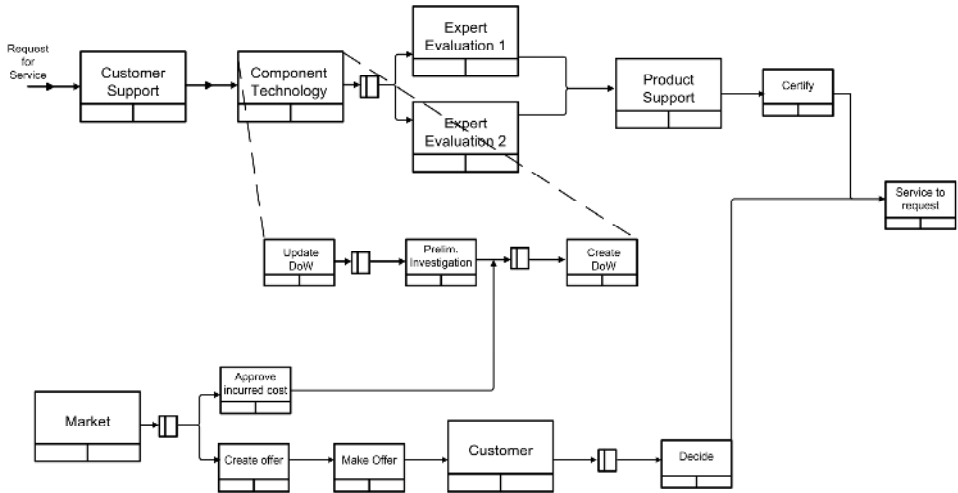 Request
for
Service
Customer
Support
Component
Technology
Expert
Evaluation 1
Expert
Evaluation 2
Product
Support
Certify
Service to
request
Update
DoW
Prelim.
Investigation
Create
DoW
Approve
incurred cost
Market
Create offer
Make Offer
Customer
Decide